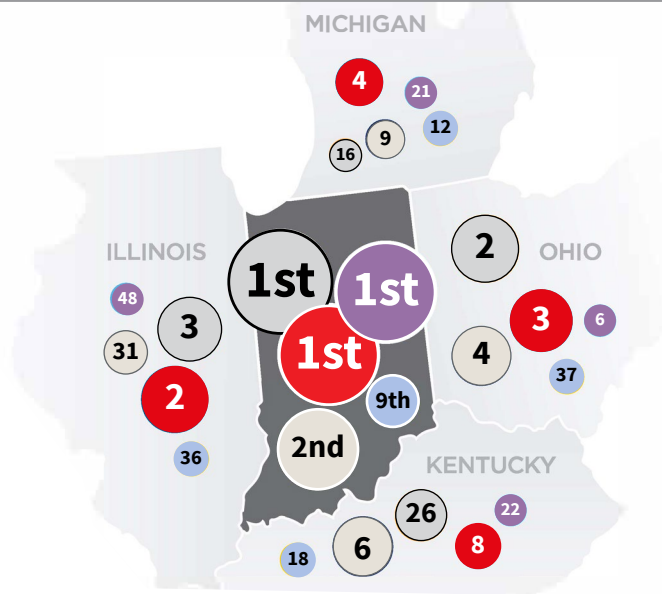 MICHIGAN
4
21
12
9
16
ILLINOIS
48
3
31
2
36
1st
1st
1st
9th
2nd
OHIO
2
3
6
4
37
KENTUCKY
26
22
6
8
18